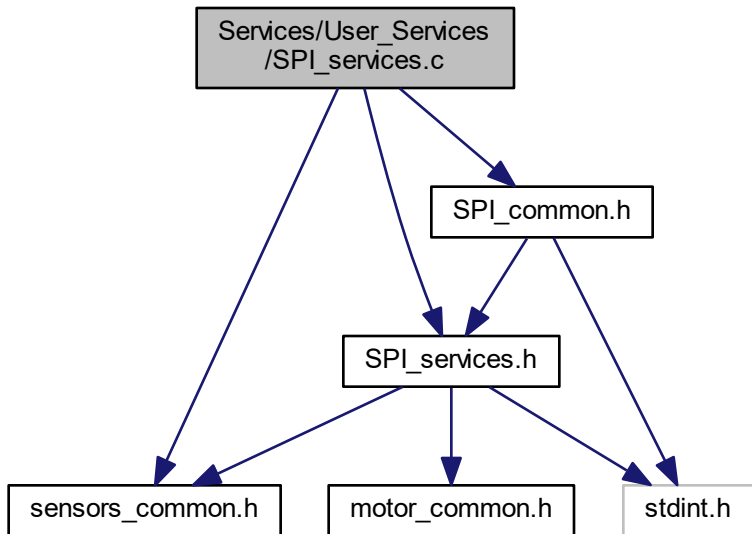 Services/User_Services
/SPI_services.c
SPI_common.h
SPI_services.h
sensors_common.h
motor_common.h
stdint.h